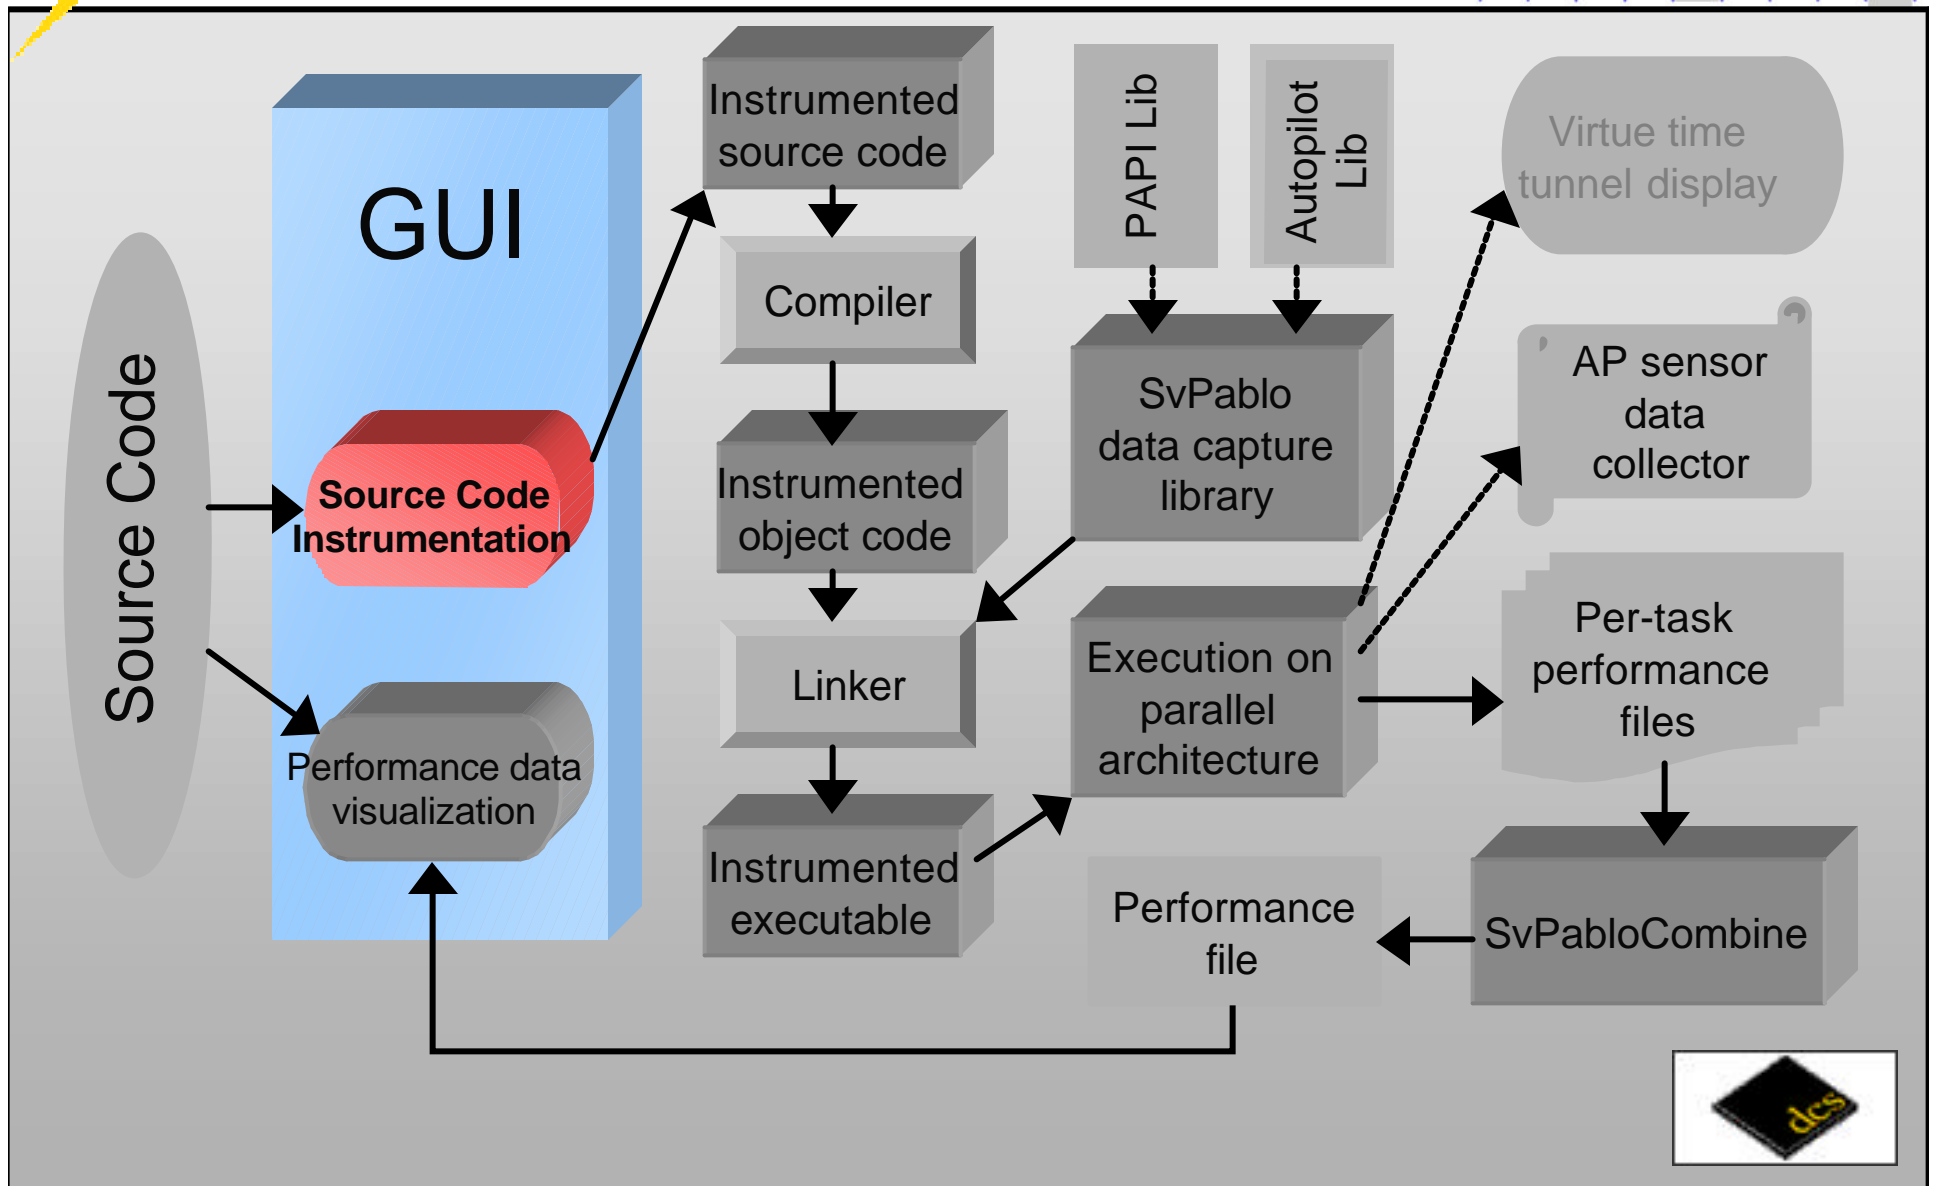 Source Code
GUI
Source Code
Instrumentation
Performance data
visualization
Instrumented
source code
Compiler
Instrumented
object code
Linker
Instrumented
executable
PAPI Lib
Autopilot
Lib
SvPablo
data capture
library
Execution on
parallel
architecture
Virtue time
tunnel display
AP sensor
data
collector
Per-task
performance
files
SvPabloCombine
Performance
file
dcs